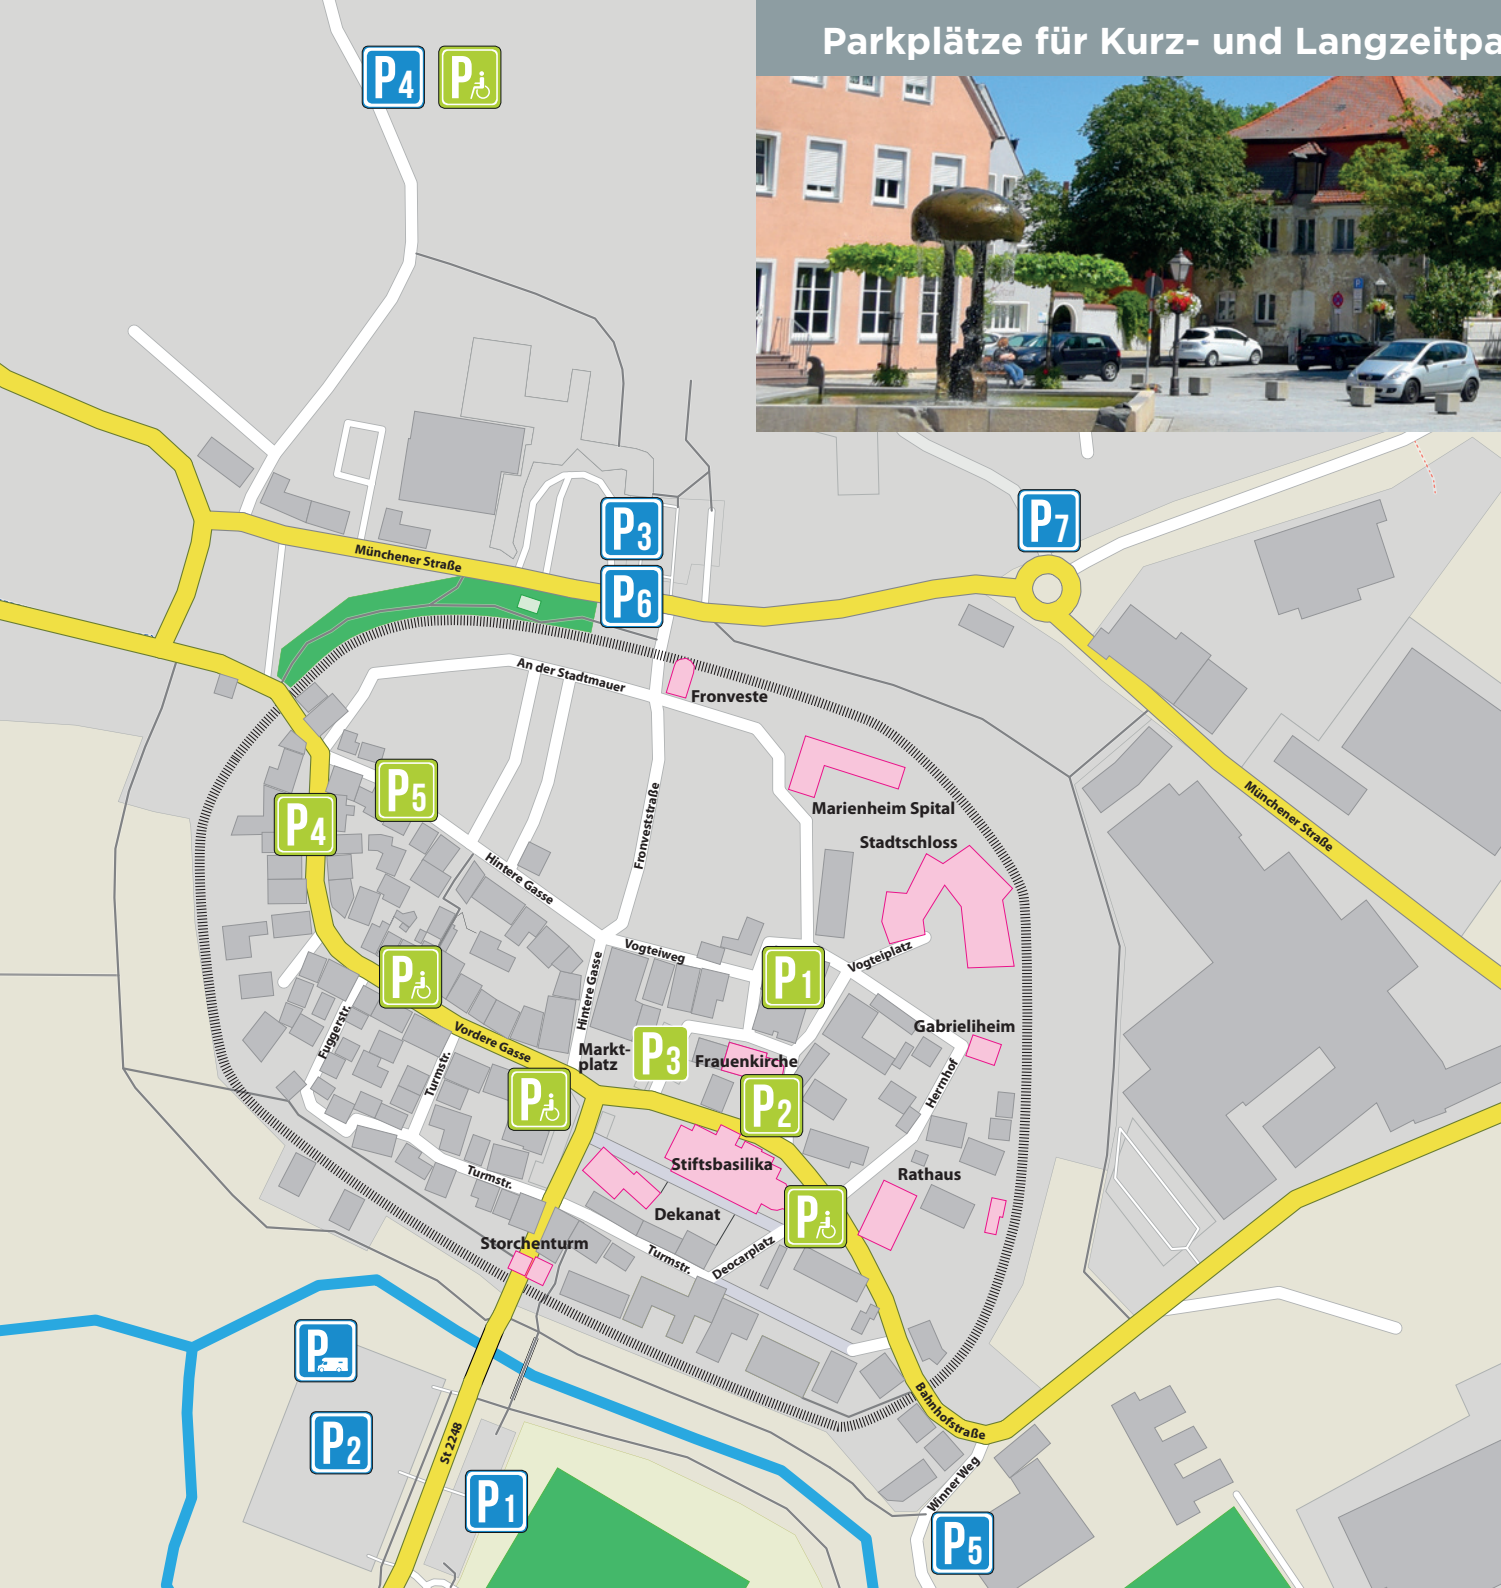 Parkplätze für Kurz- und Langzeitpa
P4
P
P3
P6
P7
Münchener Straße
An der Stadtmauer
Fronveste
Marienheim Spital
Stadtschloss
Münchener Straße
P5
P4
Fronveststraße
Hintere Gasse
Vogteiweg
Vogteiplatz
P1
P
Hintere Gasse
Fuggerstr.
Vordere Gasse
Turmstr.
Markt-
platz
P3
Frauenkirche
Gabrieliheim
Herrnhof
P
P2
Stiftsbasilika
Rathaus
Turmstr.
Dekanat
P
Storchenturm
Turmstr.
Deocarplatz
P
P2
St 2248
P1
Bahnhofstraße
Winner Weg
P5